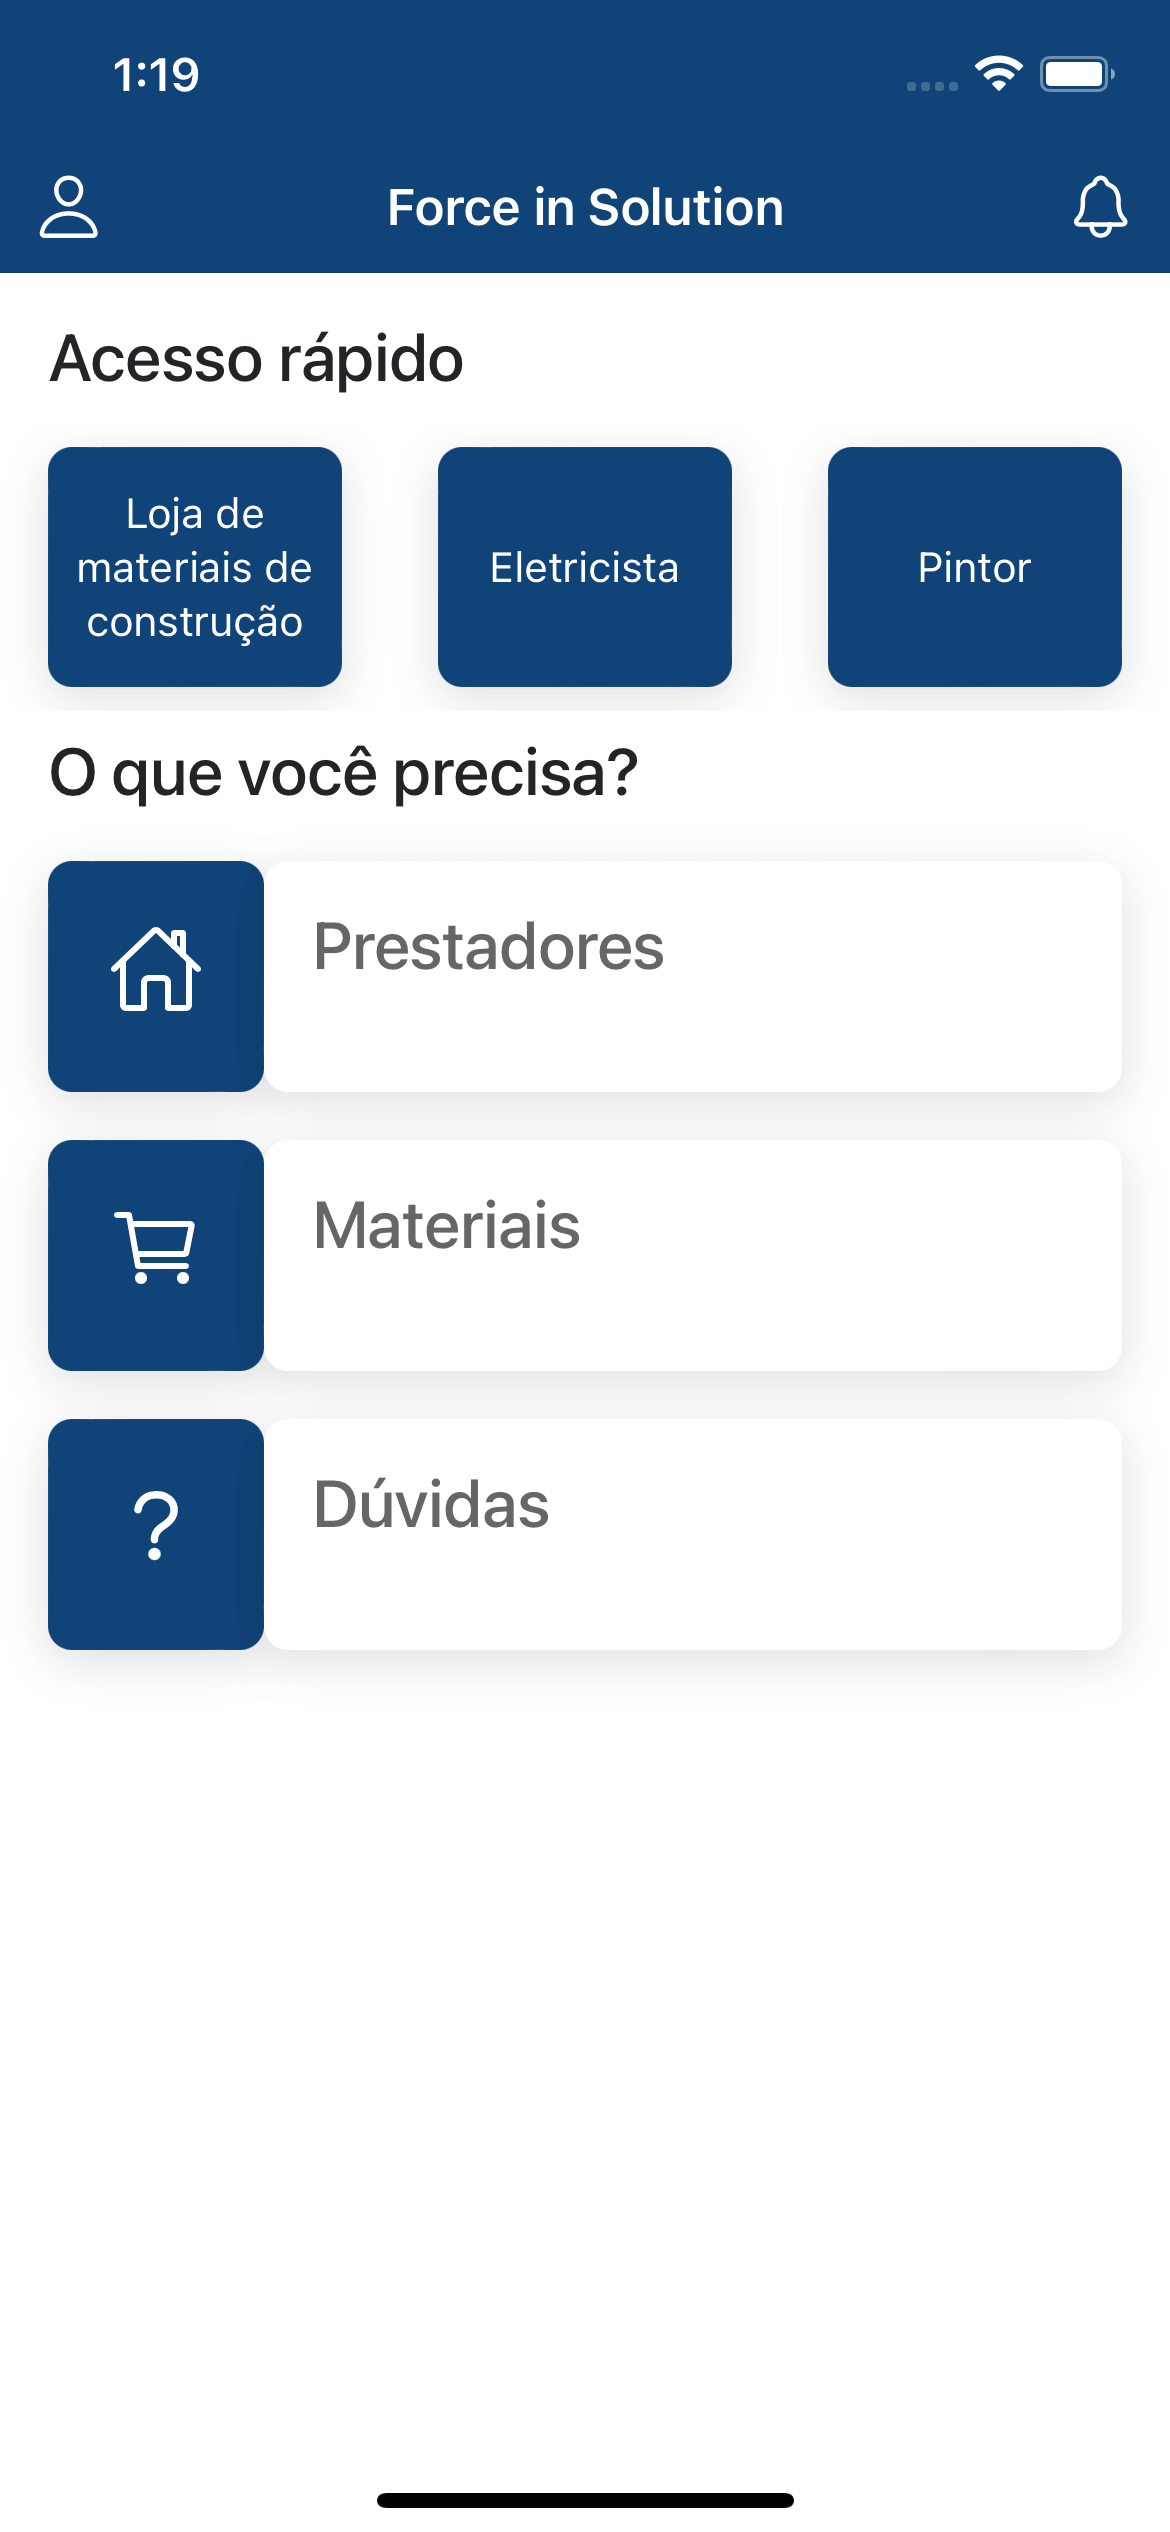 1:19
Force in Solution
Acesso rápido
Loja de
materiais de
construção
Eletricista
Pintor
O que você precisa?
Prestadores
Materiais
?
Dúvidas